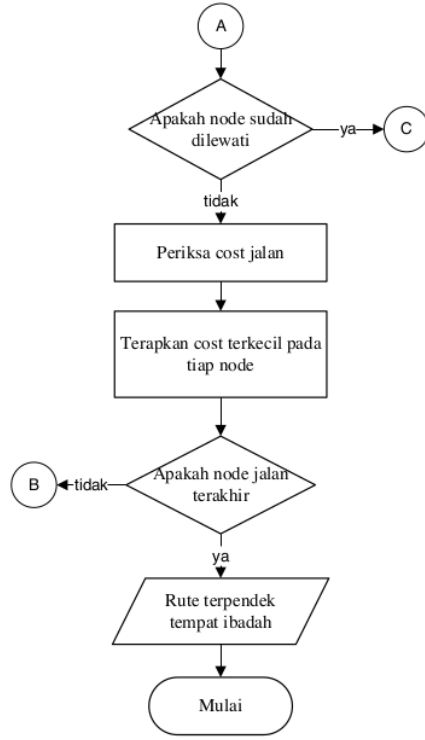 A
Apakah node sudah
dilewati
ya
C
tidak
Periksa cost jalan
Terapkan cost terkecil pada
tiap node
Apakah node jalan
terakhir
tidak
B
ya
Rute terpendek
tempat ibadah
Mulai